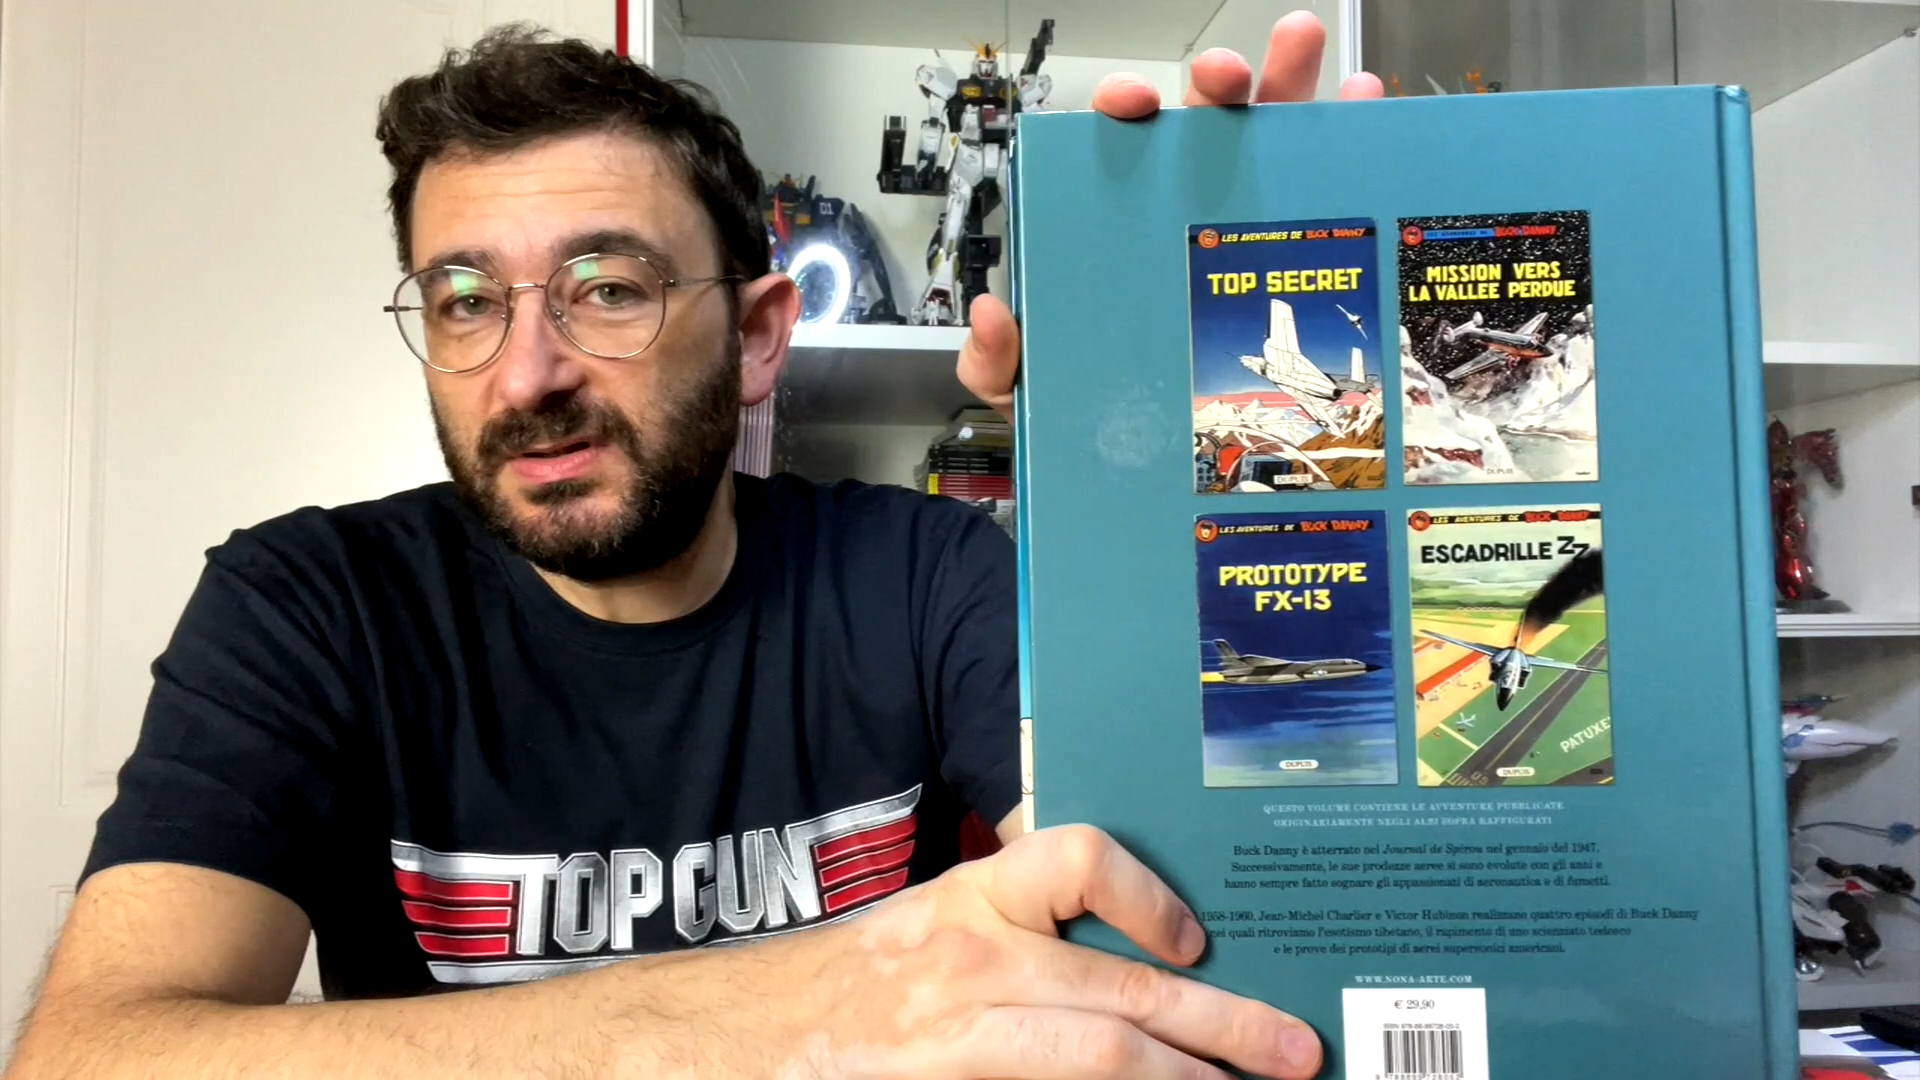 01
LES AVENTURES DE BUCK DANNY
TOP SECRET
DUPUIS
LES AVENTURES DE BUCK DANNY
MISSION VERS
LA VALLEE PERDUE
DUPUIS
LES AVENTURES DE BUCK DANNY
PROTOTYPE
FX-13
DUPUIS
LES AVENTURES DE BUCK DANNY
ESCADRILLE ZZ
PATUXE
DUPUIS
QUESTO VOLUME CONTIENE LE AVVENTURE PUBBLICATE
ORIGINARIAMENTE NEGLI ALBI SOPRA RAFFIGURATI
Buck Danny è atterrato nel Journal de Spirou nel gennaio del 1947.
Successivamente, le sue prodezze aeree si sono evolute con gli anni e
hanno sempre fatto sognare gli appassionati di aeronautica e di fumetti.
1958-1960, Jean-Michel Charlier e Victor Hubinon realizzano quattro episodi di Buck Danny
nei quali ritroviamo l'esotismo tibetano, il rapimento di uno scienziato tedesco
e le prove dei prototipi di aerei supersonici americani.
WWW.NONA-ARTE.COM
€ 29,90
TOP GUN